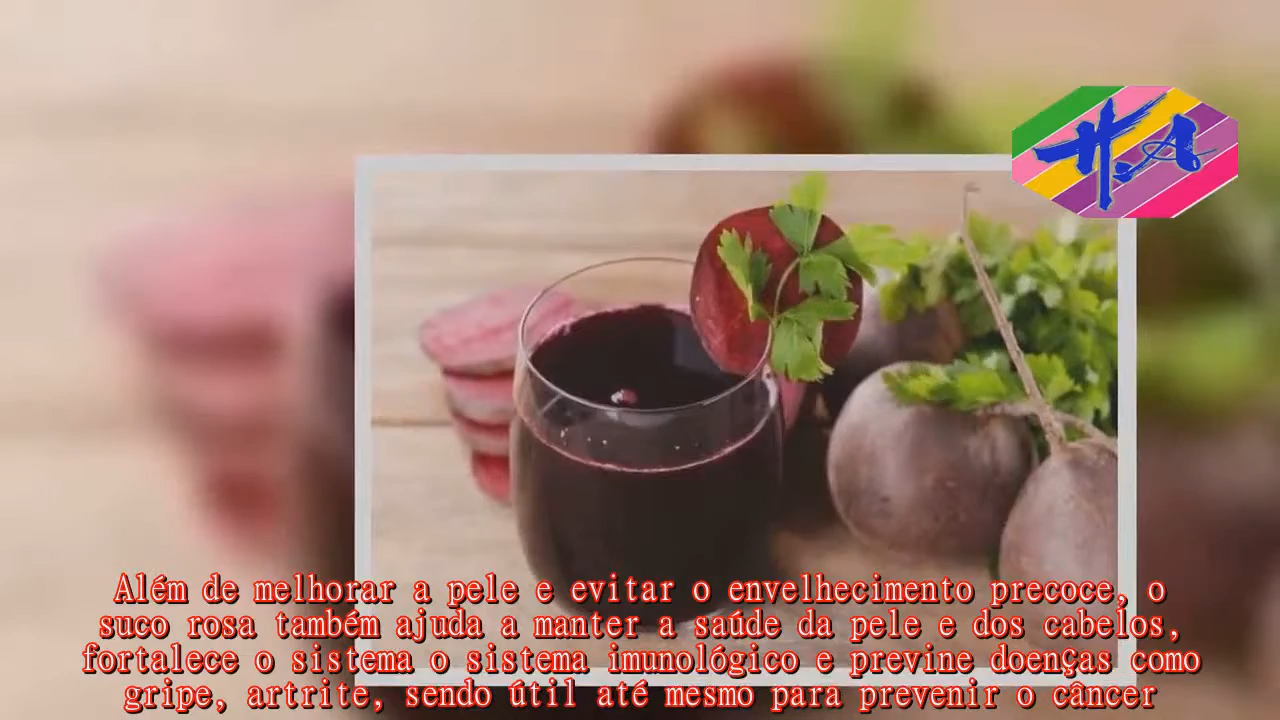 H.A
Além de melhorar a pele e evitar o envelhecimento precoce, o
suco rosa também ajuda a manter a saúde da pele e dos cabelos,
fortalece o sistema o sistema imunológico e previne doenças como
gripe, artrite, sendo útil até mesmo para prevenir o câncer